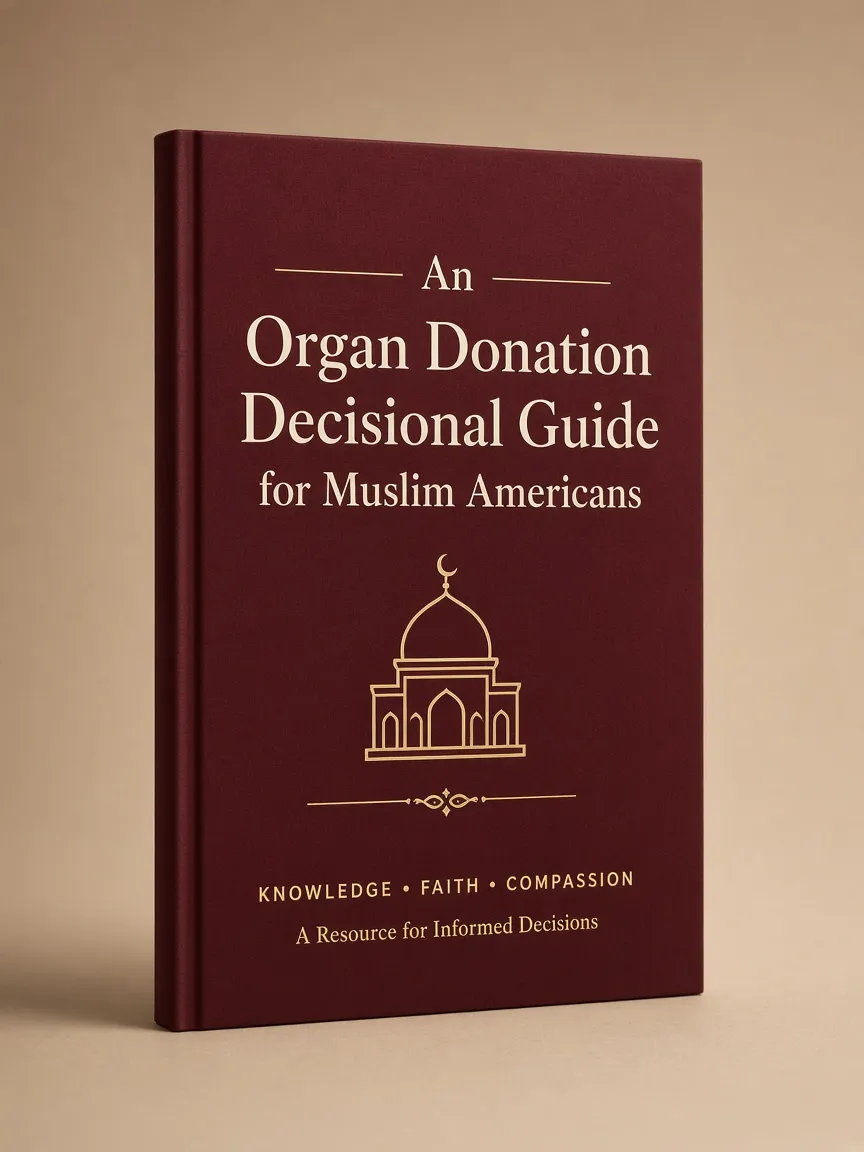 An
Organ Donation
Decisional Guide
for Muslim Americans
KNOWLEDGE • FAITH • COMPASSION
A Resource for Informed Decisions